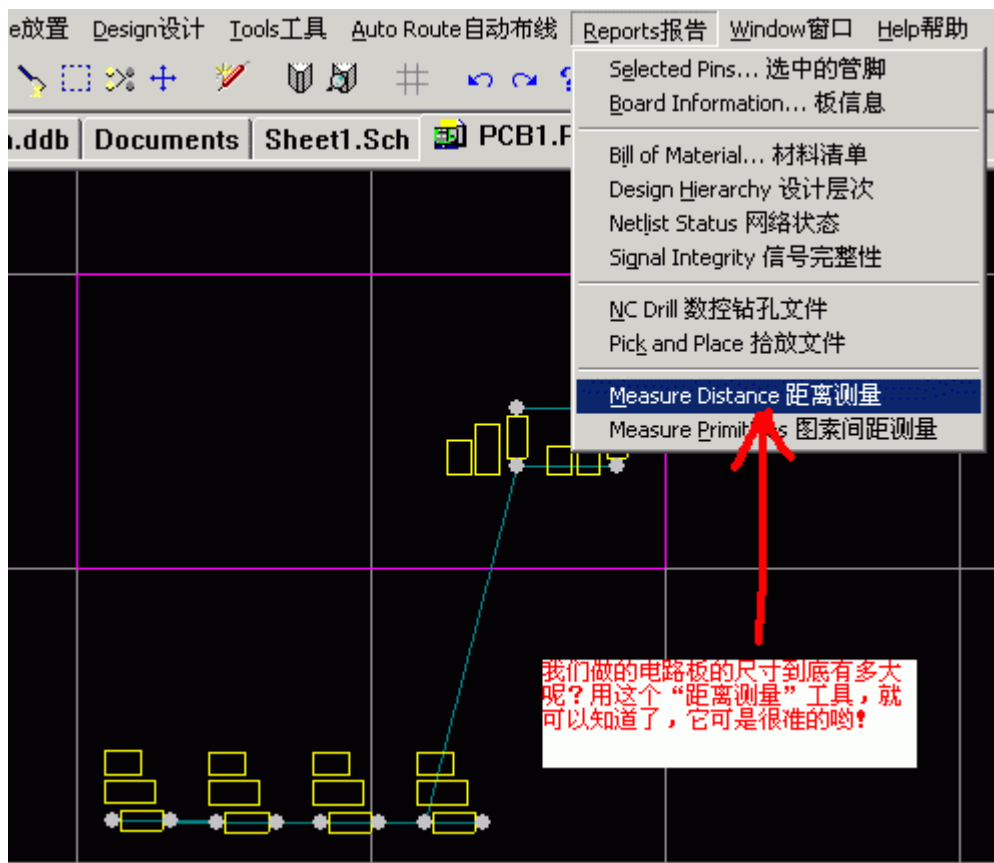 e放置 Design设计 Tools工具 Auto Route自动布线 Reports报告 Window窗口 Help帮助
Selected Pins... 选中的管脚
Board Information... 板信息
.ddb Documents Sheet1.Sch PCB1.
Bill of Material... 材料清单
Design Hierarchy 设计层次
Netlist Status 网络状态
Signal Integrity 信号完整性
NC Drill 数控钻孔文件
Pick and Place 拾放文件
Measure Distance 距离测量
Measure 图素间距测量
我们做的电路板的尺寸到底有多大
呢？用这个“距离测量”工具，就
可以知道了，它可是很准的哟！